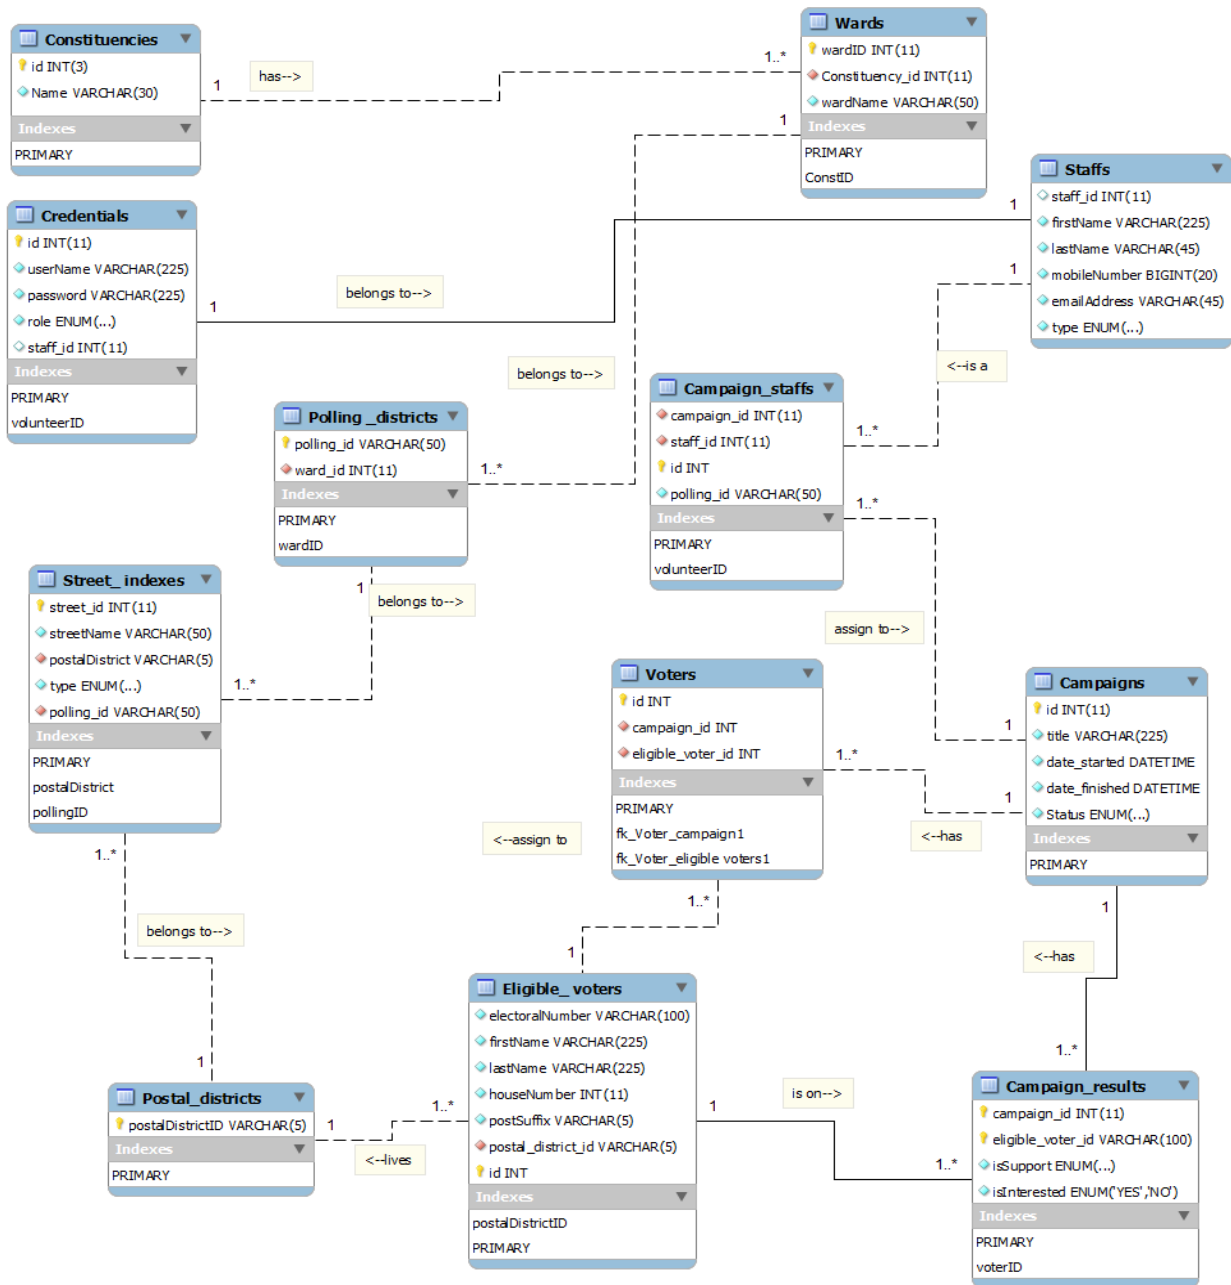 Constituencies
id INT(3)
Name VARCHAR(30)
Indexes
PRIMARY
1
has-->
1..*
Wards
wardID INT(11)
Constituency_id INT(11)
wardName VARCHAR(50)
Indexes
PRIMARY
ConstID
1
Staffs
staff_id INT(11)
firstName VARCHAR(225)
lastName VARCHAR(45)
mobileNumber BIGINT(20)
emailAddress VARCHAR(45)
type ENUM(...)
1
1
Credentials
id INT(11)
userName VARCHAR(225)
password VARCHAR(225)
role ENUM(...)
staff_id INT(11)
Indexes
PRIMARY
volunteerID
1
belongs to-->
belongs to-->
<--is a
Polling _districts
polling_id VARCHAR(50)
ward_id INT(11)
Indexes
PRIMARY
wardID
1..*
1
Campaign_staffs
campaign_id INT(11)
staff_id INT(11)
id INT
polling_id VARCHAR(50)
Indexes
PRIMARY
volunteerID
1..*
1..*
Street_ indexes
street_id INT(11)
streetName VARCHAR(50)
postalDistrict VARCHAR(5)
type ENUM(...)
polling_id VARCHAR(50)
Indexes
PRIMARY
postalDistrict
pollingID
belongs to-->
1..*
1..*
assign to-->
Voters
id INT
campaign_id INT
eligible_voter_id INT
Indexes
PRIMARY
fk_Voter_campaign1
fk_Voter_eligible voters1
1..*
1..*
Campaigns
id INT(11)
title VARCHAR(225)
date_started DATETIME
date_finished DATETIME
Status ENUM(...)
Indexes
PRIMARY
1
1
1
<--has
<--assign to
belongs to-->
<--has
1
1
Eligible_ voters
electoralNumber VARCHAR(100)
firstName VARCHAR(225)
lastName VARCHAR(225)
houseNumber INT(11)
postSuffix VARCHAR(5)
postal_district_id VARCHAR(5)
id INT
Indexes
postalDistrictID
PRIMARY
Postal_districts
postalDistrictID VARCHAR(5)
Indexes
PRIMARY
1
1..*
<--lives
1
is on-->
1..*
1..*
Campaign_results
campaign_id INT(11)
eligible_voter_id VARCHAR(100)
isSupport ENUM(...)
isInterested ENUM('YES','NO')
Indexes
PRIMARY
voterID